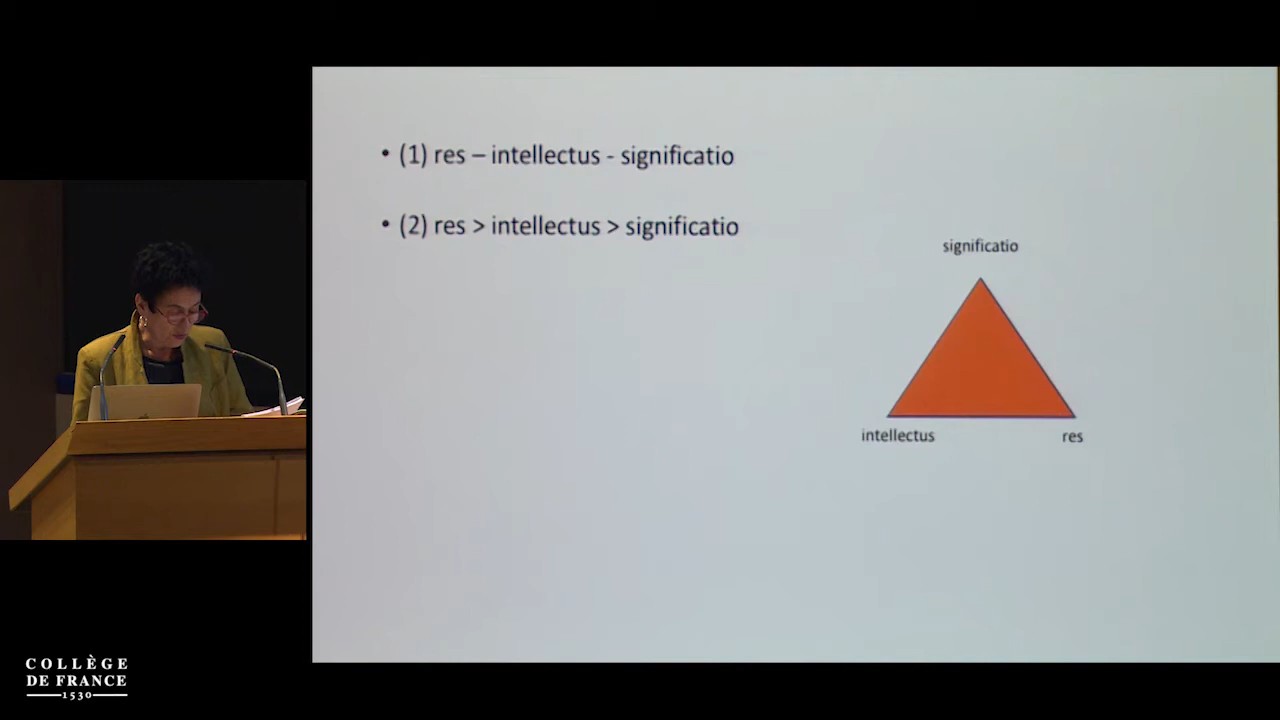 • (1) res – intellectus - significatio
• (2) res > intellectus > significatio
significatio
intellectus
res
COLLÈGE
DE FRANCE
1530